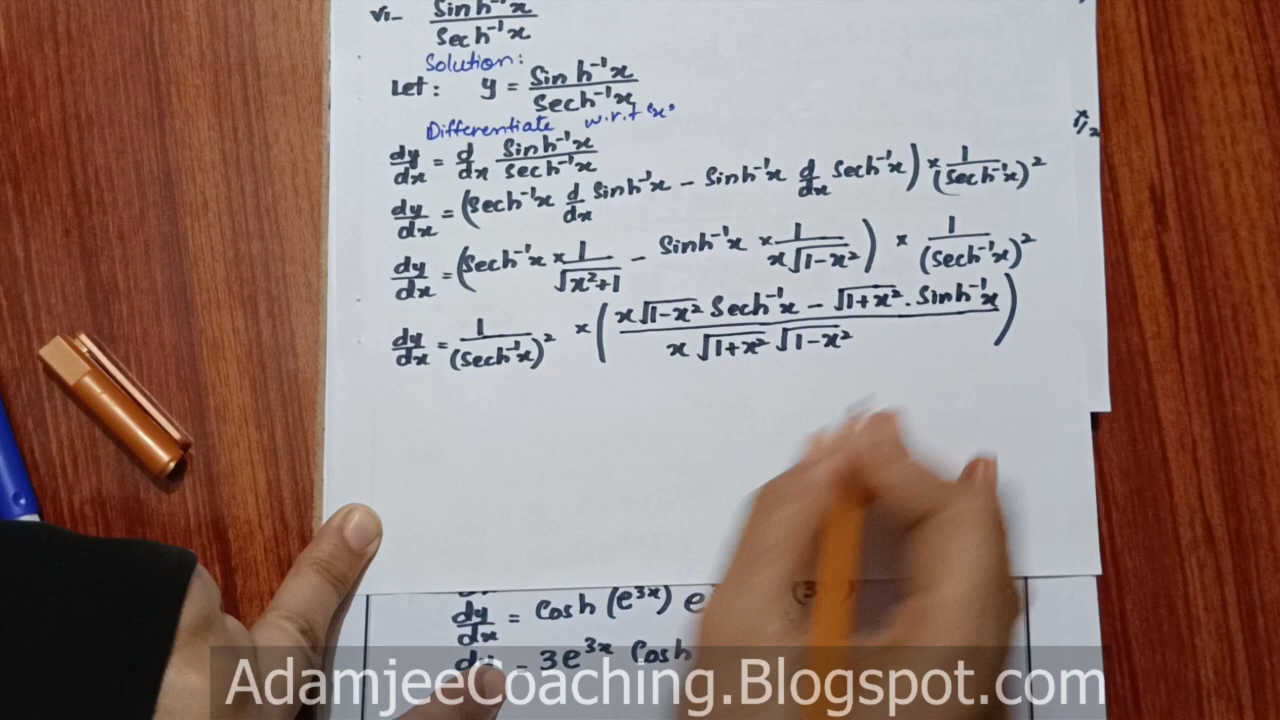 vi- Sinh⁻¹x / Sech⁻¹x
Solution:
Let: y = Sinh⁻¹x / Sech⁻¹x
Differentiate w.r.t "x"
dy/dx = d/dx Sinh⁻¹x / Sech⁻¹x
dy/dx = (Sech⁻¹x d/dx Sinh⁻¹x - Sinh⁻¹x d/dx Sech⁻¹x) × 1/(Sech⁻¹x)²
dy/dx = (Sech⁻¹x × 1/√(x²+1) - Sinh⁻¹x × 1/(x√(1-x²))) × 1/(Sech⁻¹x)²
dy/dx = 1/(Sech⁻¹x)² × ((x√(1-x²) Sech⁻¹x - √(1+x²) . Sinh⁻¹x) / (x√(1+x²) √(1-x²)))
dy/dx = Cosh (e³ˣ) e
= 3e³ˣ Cosh
AdamjeeCoaching.Blogspot.com